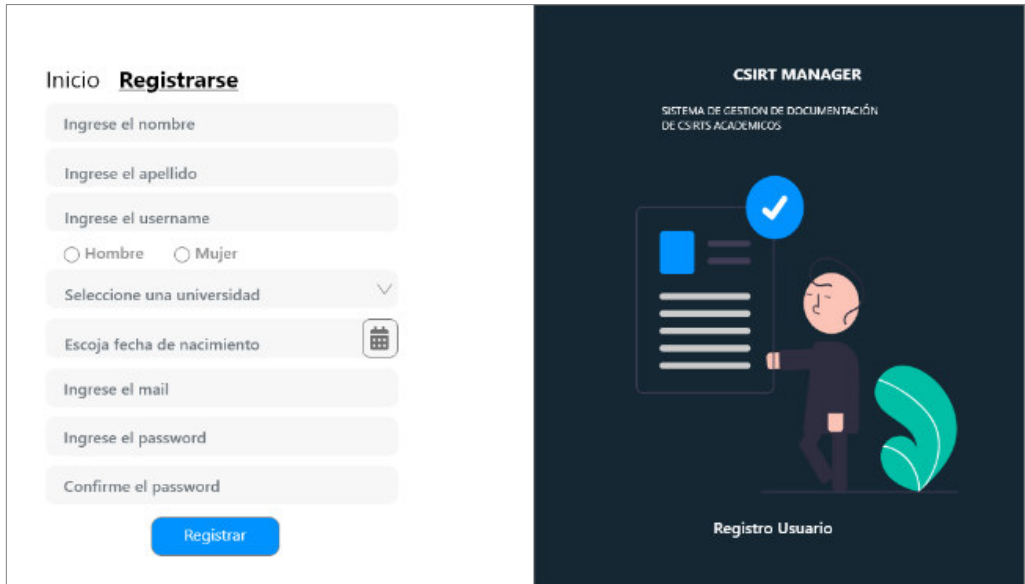 Inicio Registrarse
Ingrese el nombre
Ingrese el apellido
Ingrese el username
Hombre Mujer
Seleccione una universidad
Escoja fecha de nacimiento
Ingrese el mail
Ingrese el password
Confirme el password
Registrar
CSIRT MANAGER
SISTEMA DE GESTION DE DOCUMENTACIÓN
DE CSIRTS ACADEMICOS
Registro Usuario